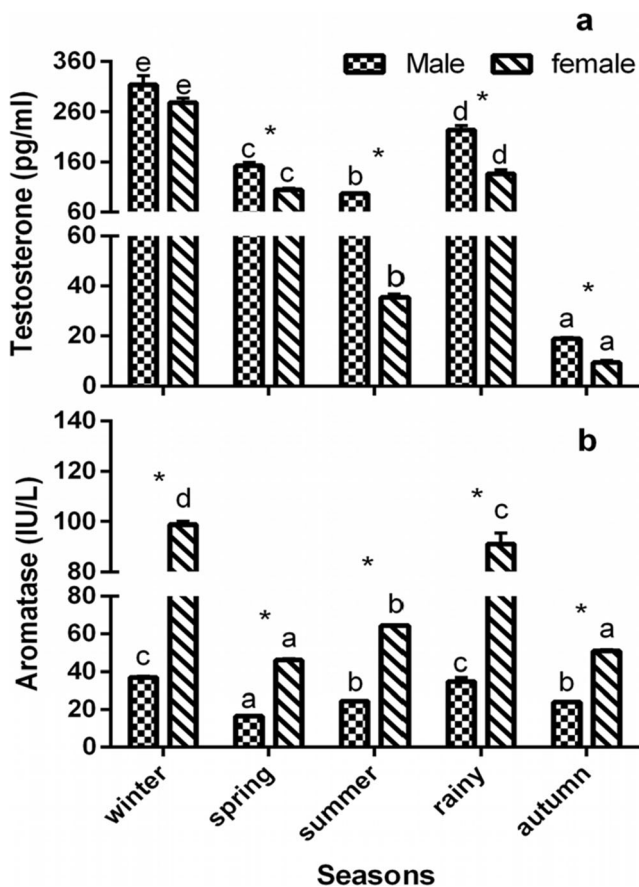 a
Male female
Testosterone (pg/ml)
360
260
160
60
60
40
20
0
e e
c * c
b * b
d * d
a * a
b
Aromatase (IU/L)
140
120
100
80
80
60
40
20
0
c * d
a * a
b * b
c * c
b * a
winter spring summer rainy autumn
Seasons